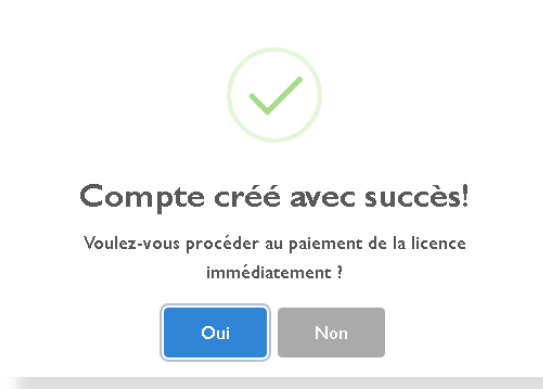 Compte créé avec succès!
Voulez-vous procéder au paiement de la licence
immédiatement ?
Oui Non